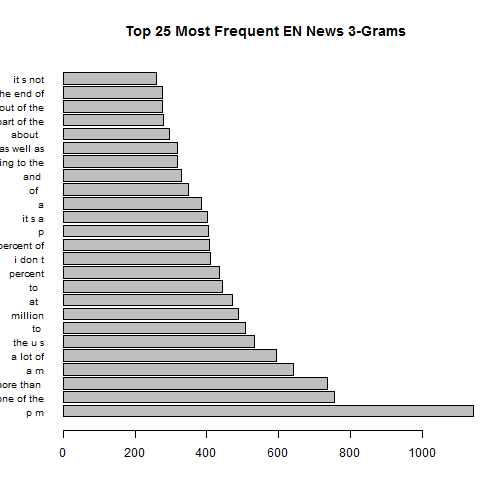 Top 25 Most Frequent EN News 3-Grams
it s not
he end of
out of the
part of the
about
as well as
ing to the
and
of
a
it s a
p
percent of
i don t
percent
to
at
million
to
the u s
a lot of
a m
more than
one of the
p m
0 200 400 600 800 1000